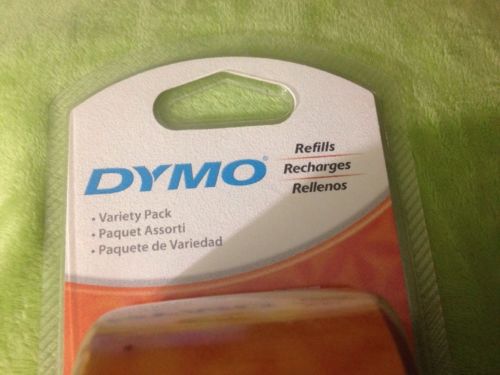 DYMO®
Refills
Recharges
Rellenos
• Variety Pack
• Paquet Assorti
• Paquete de Variedad